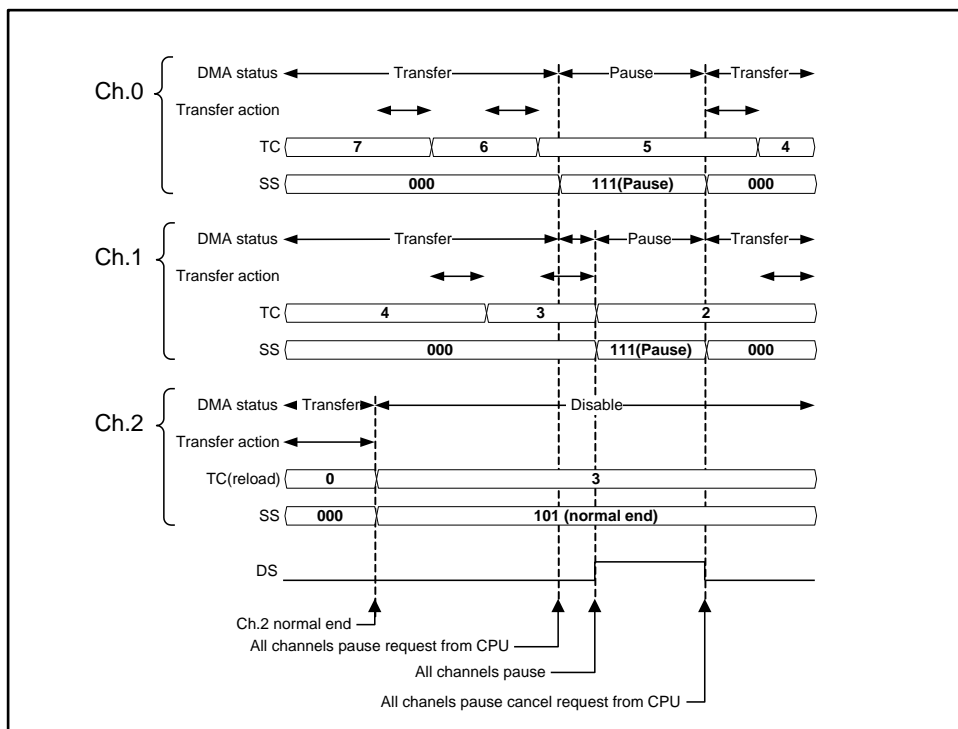 Ch.0
DMA status Transfer Pause Transfer
Transfer action
TC 7 6 5 4
SS 000 111(Pause) 000
Ch.1
DMA status Transfer Pause Transfer
Transfer action
TC 4 3 2
SS 000 111(Pause) 000
Ch.2
DMA status Transfer Disable
Transfer action
TC(reload) 0 3
SS 000 101 (normal end)
DS
Ch.2 normal end
All channels pause request from CPU
All channels pause
All chanels pause cancel request from CPU